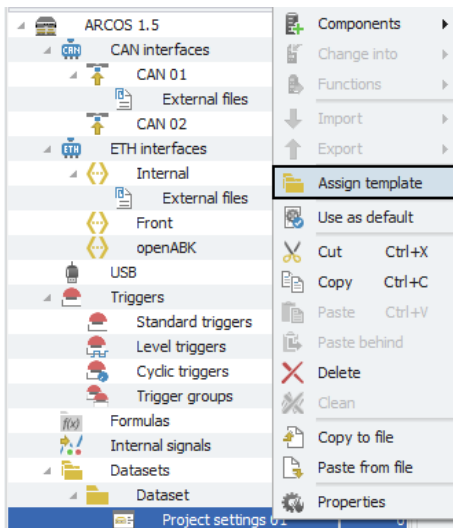 ARCOS 1.5
CAN interfaces
CAN 01
External files
CAN 02
ETH interfaces
Internal
External files
Front
openABK
USB
Triggers
Standard triggers
Level triggers
Cyclic triggers
Trigger groups
f(x) Formulas
Internal signals
Datasets
Dataset
Project settings 01
Components
Change into
Functions
Import
Export
Assign template
Use as default
Cut Ctrl+X
Copy Ctrl+C
Paste Ctrl+V
Paste behind
Delete
Clean
Copy to file
Paste from file
Properties